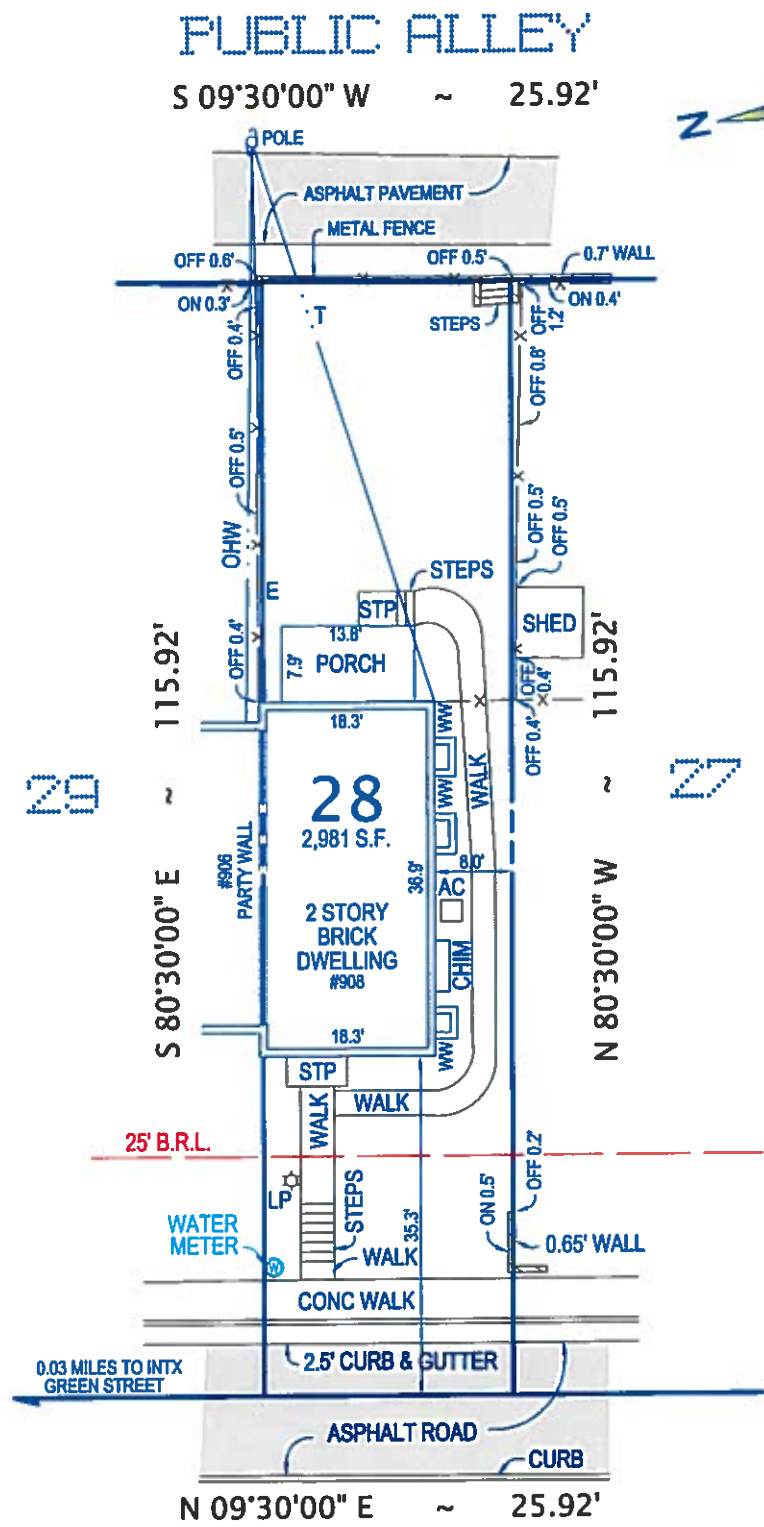 PUBLIC ALLEY
S 09°30'00" W ~ 25.92'
N
POLE
ASPHALT PAVEMENT
METAL FENCE
OFF 0.6'
OFF 0.5'
0.7' WALL
ON 0.3'
ON 0.4'
STEPS
OFF 1.2'
T
OFF 0.4'
OFF 0.8'
OFF 0.5'
OHW
E
OFF 0.5'
OFF 0.5'
STEPS
STP
SHED
13.8'
PORCH
7.9'
OFF 0.4'
OFF 0.4'
OFF 0.4'
S 80°30'00" E ~ 115.92'
N 80°30'00" W ~ 115.92'
18.3'
WW
WW
WALK
29
28
27
2,981 S.F.
#906
PARTY WALL
36.9'
8.0'
AC
2 STORY
BRICK
DWELLING
#908
CHIM
WW
18.3'
STP
WALK
WALK
25' B.R.L.
LP
STEPS
WALK
35.3'
ON 0.5'
OFF 0.2'
0.65' WALL
WATER
METER
W
CONC WALK
2.5' CURB & GUTTER
0.03 MILES TO INTX
GREEN STREET
ASPHALT ROAD
CURB
N 09°30'00" E ~ 25.92'